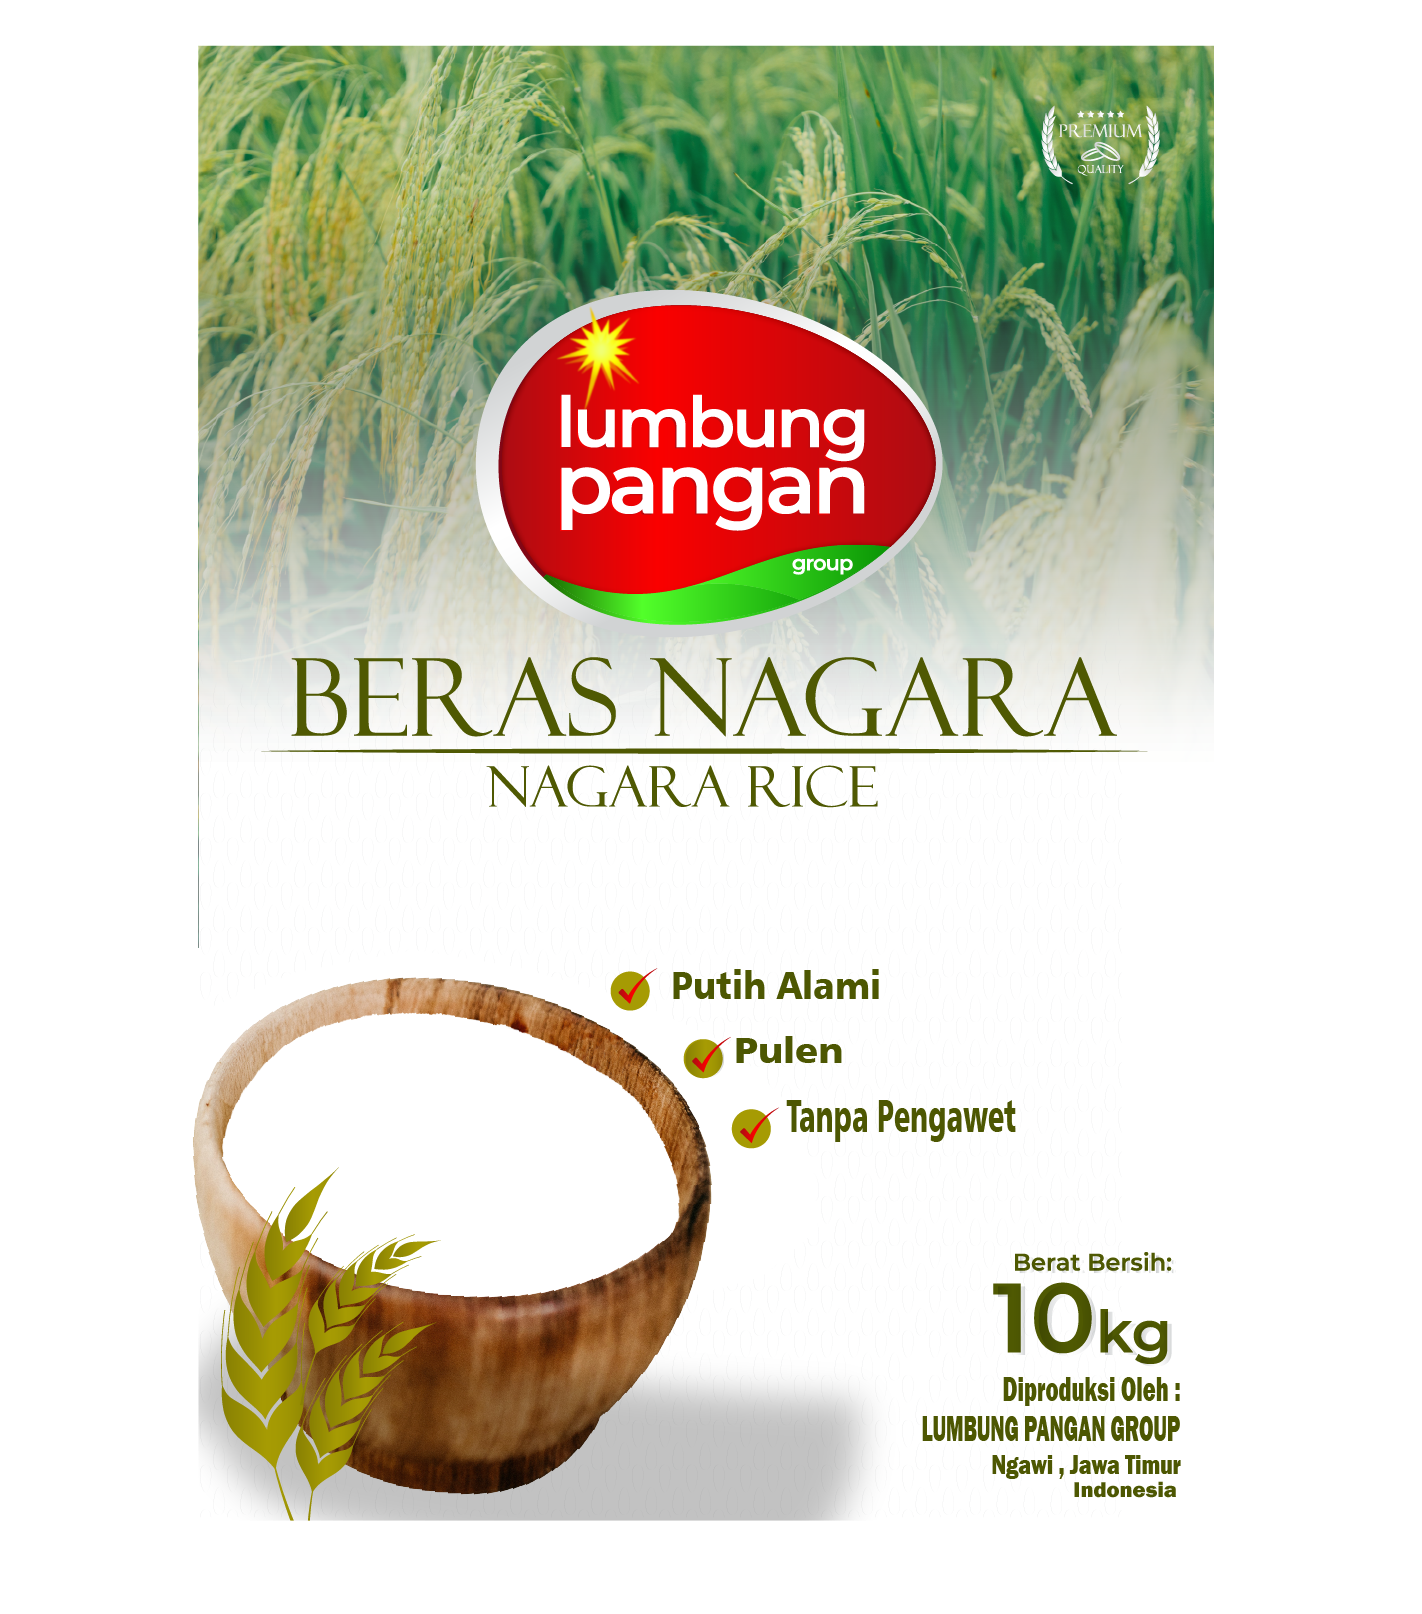 PREMIUM
QUALITY
lumbung
pangan
group
BERAS NAGARA
NAGARA RICE
Putih Alami
Pulen
Tanpa Pengawet
Berat Bersih:
10kg
Diproduksi Oleh :
LUMBUNG PANGAN GROUP
Ngawi , Jawa Timur
Indonesia